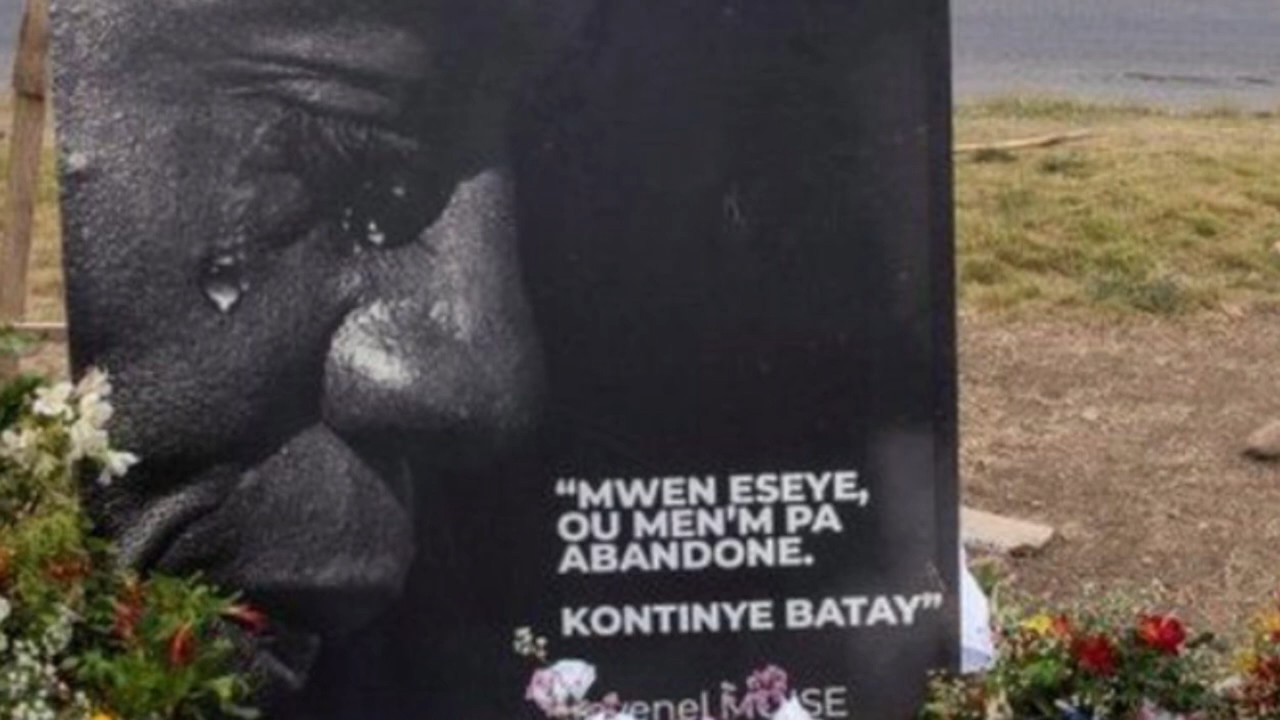 “MWEN ESEYE,
OU MEN'M PA
ABANDONE.
KONTINYE BATAY”